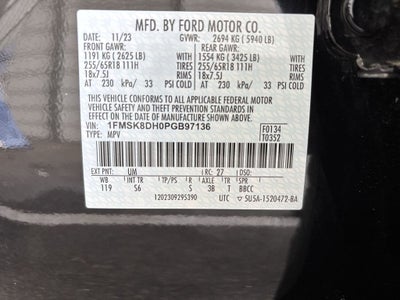 MFD. BY FORD MOTOR CO.
DATE: 11/23 GVWR: 2694 KG ( 5940 LB)
FRONT GAWR: REAR GAWR:
1191 KG ( 2625 LB) WITH 1554 KG ( 3425 LB) WITH
255/65R18 111H TIRES 255/65R18 111H TIRES
18x7.5J RIMS 18x7.5J RIMS
AT 230 kPa/ 33 PSI COLD AT 230 kPa/ 33 PSI COLD
THIS VEHICLE CONFORMS TO ALL APPLICABLE FEDERAL MOTOR
VEHICLE SAFETY AND THEFT PREVENTION STANDARDS IN
EFFECT ON THE DATE OF MANUFACTURE SHOWN ABOVE.
VIN: 1FMSK8DH0PGB97136 F0134
TYPE: MPV T0352
EXT PNT: UM RC: 27 DSO:
WB INT TR TP/PS R AXLE TR SPR
119 S6 S 3B T BBCC
1202309295390 UTC 5U5A-1520472-BA